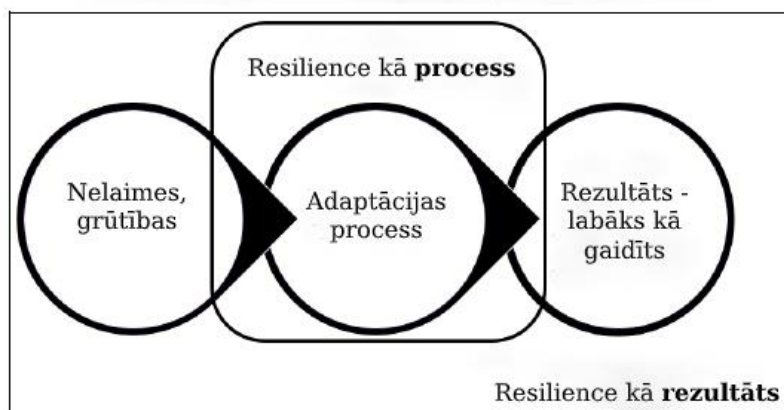 Resilience kā process
Nelaimes,
grūtības
Adaptācijas
process
Rezultāts -
labāks kā
gaidīts
Resilience kā rezultāts